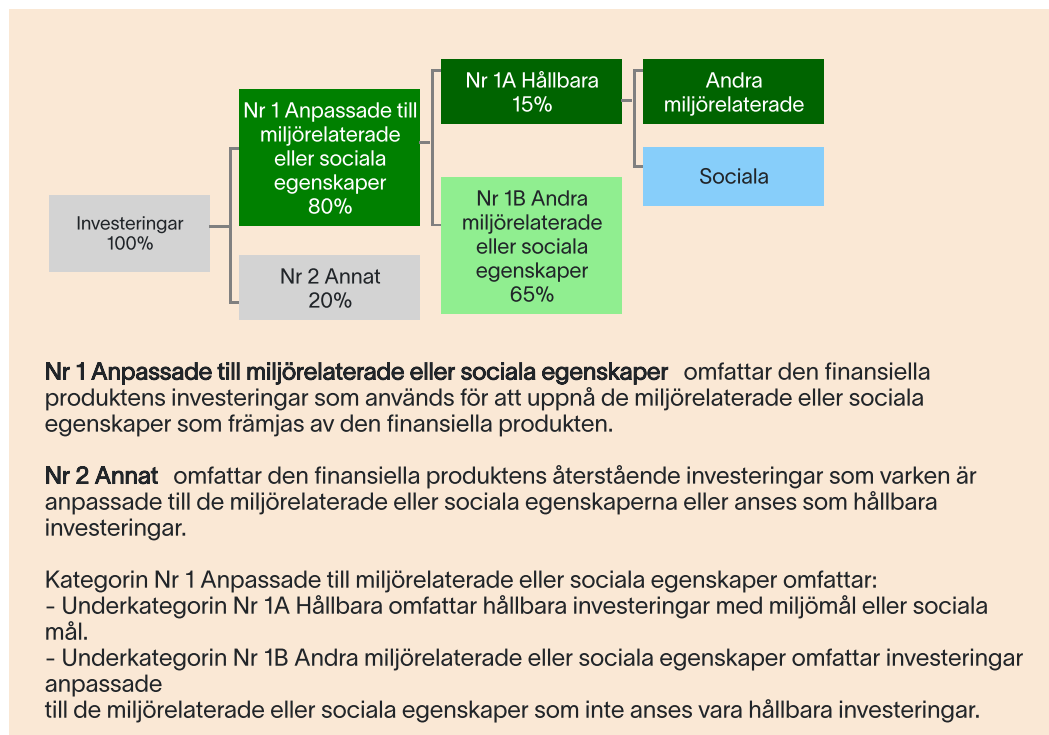 Investeringar
100%
Nr 1 Anpassade till
miljörelaterade
eller sociala
egenskaper
80%
Nr 2 Annat
20%
Nr 1A Hållbara
15%
Nr 1B Andra
miljörelaterade
eller sociala
egenskaper
65%
Andra
miljörelaterade
Sociala
Nr 1 Anpassade till miljörelaterade eller sociala egenskaper omfattar den finansiella
produktens investeringar som används för att uppnå de miljörelaterade eller sociala
egenskaper som främjas av den finansiella produkten.
Nr 2 Annat omfattar den finansiella produktens återstående investeringar som varken är
anpassade till de miljörelaterade eller sociala egenskaperna eller anses som hållbara
investeringar.
Kategorin Nr 1 Anpassade till miljörelaterade eller sociala egenskaper omfattar:
- Underkategorin Nr 1A Hållbara omfattar hållbara investeringar med miljömål eller sociala
mål.
- Underkategorin Nr 1B Andra miljörelaterade eller sociala egenskaper omfattar investeringar
anpassade
till de miljörelaterade eller sociala egenskaper som inte anses vara hållbara investeringar.